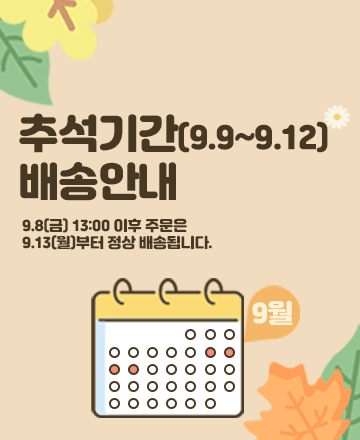 추석기간(9.9~9.12)
배송안내
9.8(금) 13:00 이후 주문은
9.13(월)부터 정상 배송됩니다.
9월